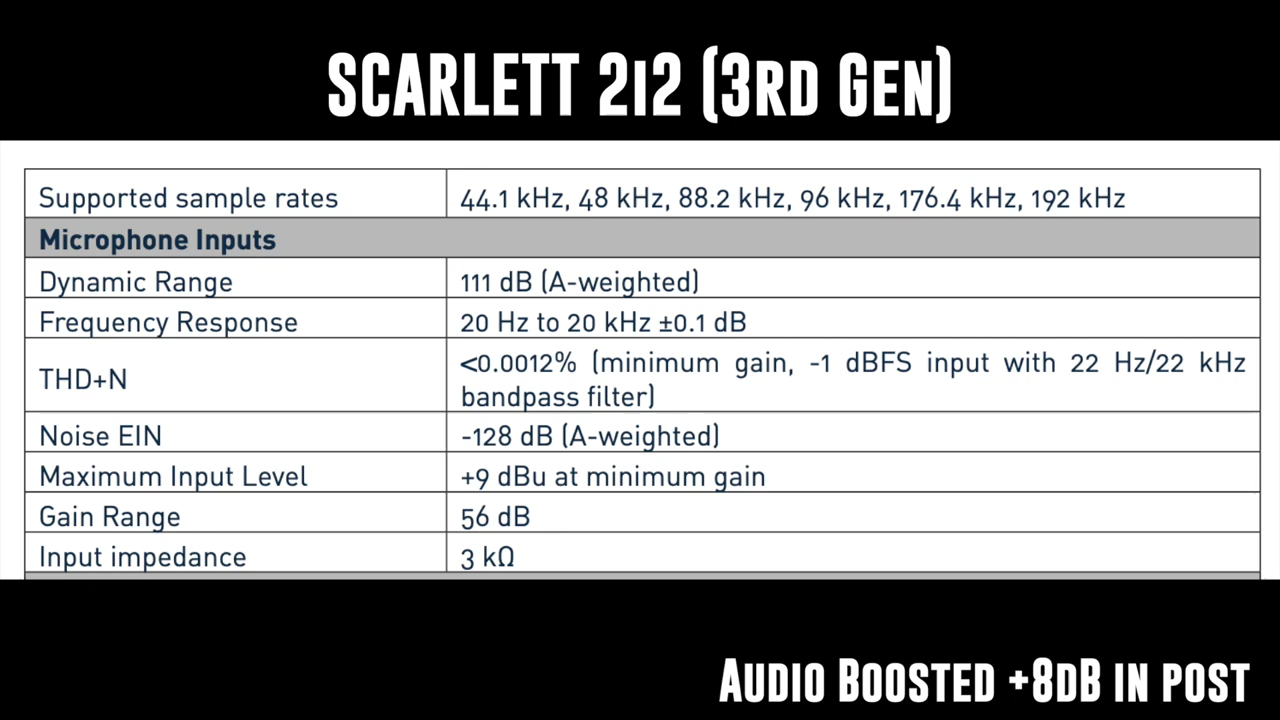 SCARLETT 2i2 (3RD GEN)
Supported sample rates 44.1 kHz, 48 kHz, 88.2 kHz, 96 kHz, 176.4 kHz, 192 kHz
Microphone Inputs
Dynamic Range 111 dB (A-weighted)
Frequency Response 20 Hz to 20 kHz ±0.1 dB
THD+N <0.0012% (minimum gain, -1 dBFS input with 22 Hz/22 kHz
bandpass filter)
Noise EIN -128 dB (A-weighted)
Maximum Input Level +9 dBu at minimum gain
Gain Range 56 dB
Input impedance 3 kΩ
AUDIO BOOSTED +8DB IN POST